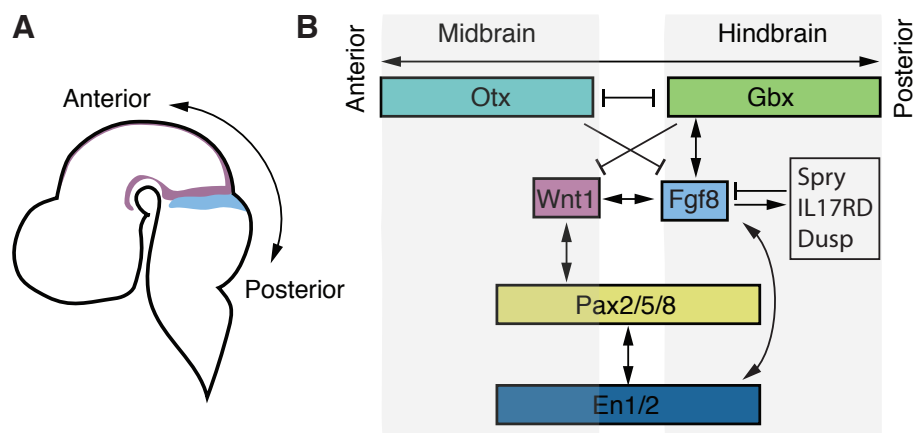 A
Anterior
Posterior
B
Anterior
Midbrain
Hindbrain
Posterior
Otx
Gbx
Wnt1
Fgf8
Spry
IL17RD
Dusp
Pax2/5/8
En1/2